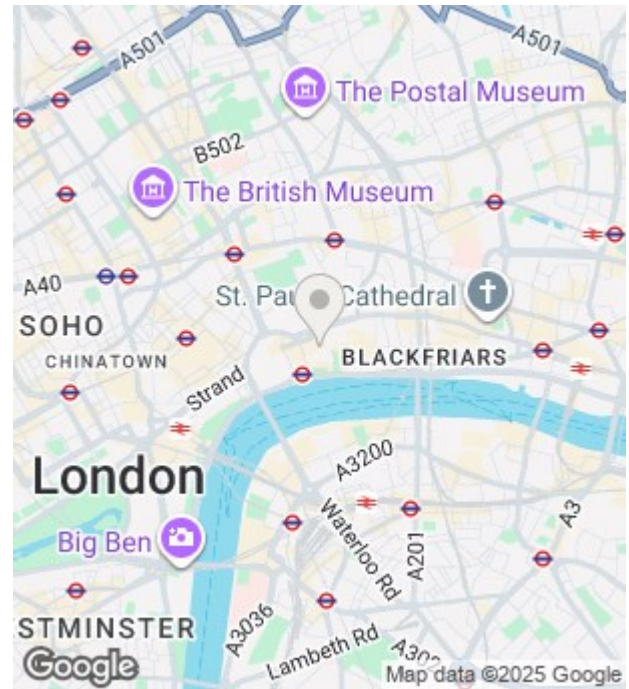 A501
A501
The Postal Museum
B502
The British Museum
A40
St. Pau Cathedral
SOHO
CHINATOWN
BLACKFRIARS
Strand
London
A3200
Big Ben
Waterloo Rd
A201
A3
STMINSTER
A3036
Lambeth Rd
A30
Google
Map data ©2025 Google